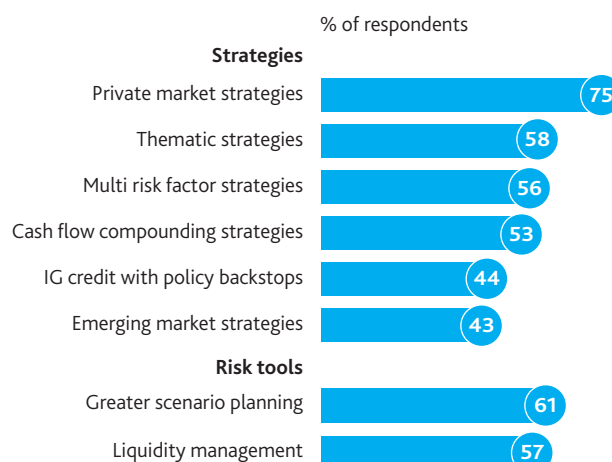 % of respondents
Strategies
Private market strategies 75
Thematic strategies 58
Multi risk factor strategies 56
Cash flow compounding strategies 53
IG credit with policy backstops 44
Emerging market strategies 43
Risk tools
Greater scenario planning 61
Liquidity management 57